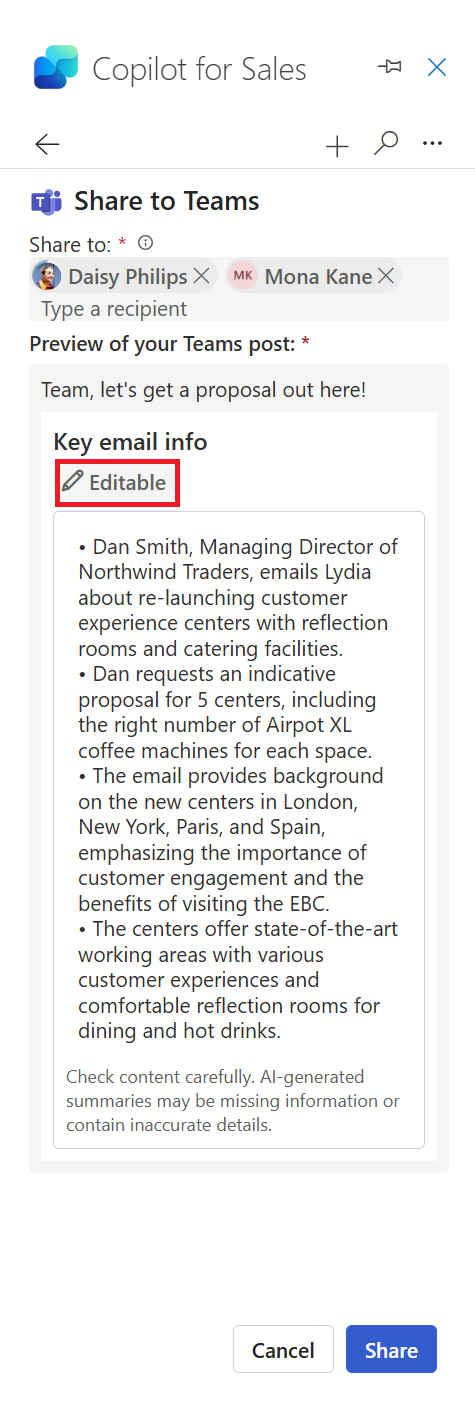 Copilot for Sales
Share to Teams
Share to: *
Daisy Philips MK Mona Kane
Type a recipient
Preview of your Teams post: *
Team, let's get a proposal out here!
Key email info
Editable
• Dan Smith, Managing Director of
Northwind Traders, emails Lydia
about re-launching customer
experience centers with reflection
rooms and catering facilities.
• Dan requests an indicative
proposal for 5 centers, including
the right number of Airpot XL
coffee machines for each space.
• The email provides background
on the new centers in London,
New York, Paris, and Spain,
emphasizing the importance of
customer engagement and the
benefits of visiting the EBC.
• The centers offer state-of-the-art
working areas with various
customer experiences and
comfortable reflection rooms for
dining and hot drinks.
Check content carefully. AI-generated
summaries may be missing information or
contain inaccurate details.
Cancel Share